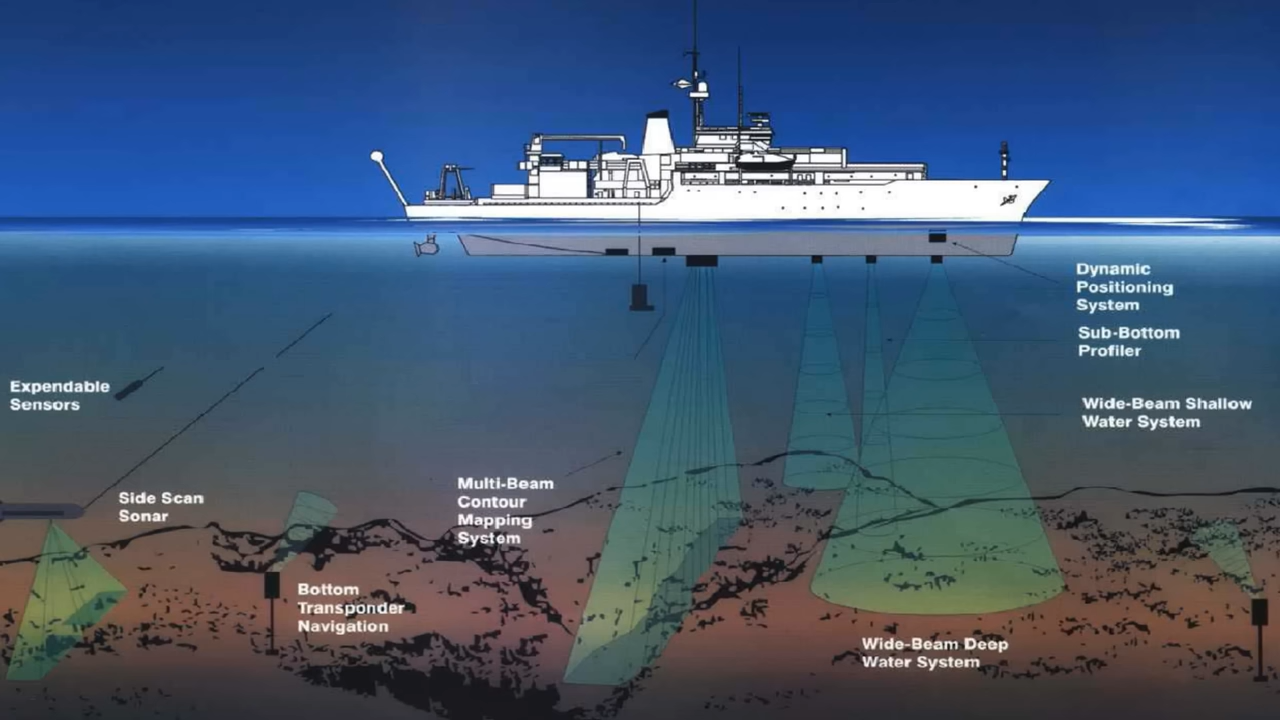 Dynamic
Positioning
System
Sub-Bottom
Profiler
Expendable
Sensors
Wide-Beam Shallow
Water System
Side Scan
Sonar
Multi-Beam
Contour
Mapping
System
Bottom
Transponder
Navigation
Wide-Beam Deep
Water System